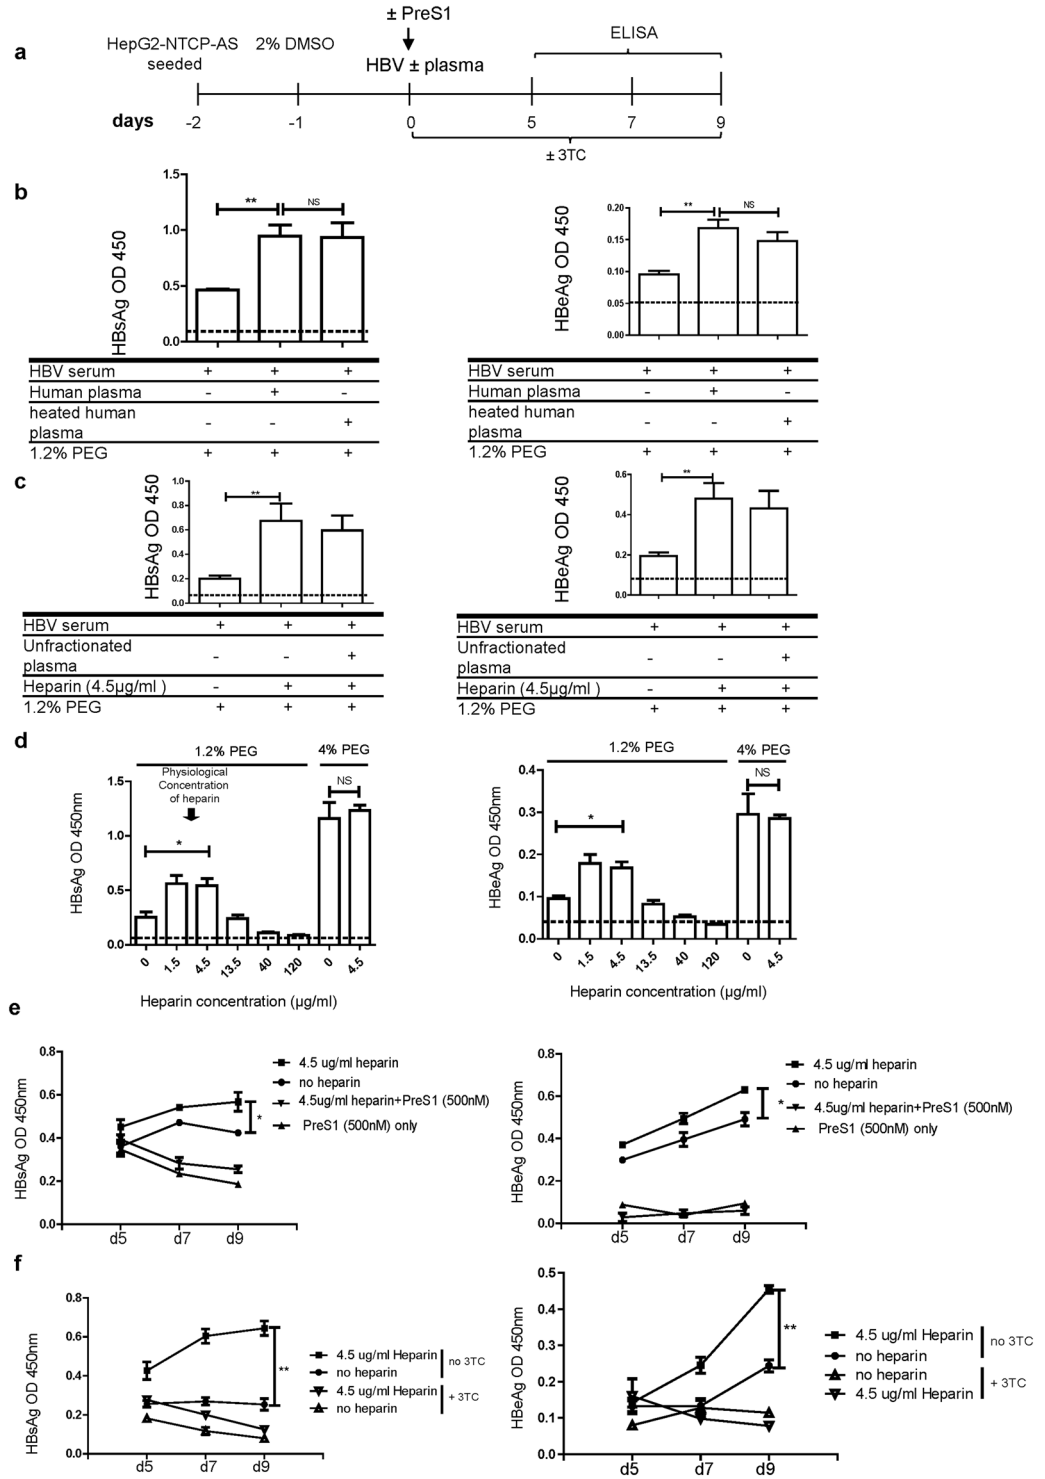 a
± PreS1
HepG2-NTCP-AS
seeded
2% DMSO
HBV ± plasma
ELISA
days
-2 -1 0 5 7 9
± 3TC
b
HBsAg OD 450
1.5
1.0
0.5
0.0
** NS
HBV serum + + +
Human plasma - + -
heated human
plasma - - +
1.2% PEG + + +
HBeAg OD 450
0.20
0.15
0.10
0.05
0.00
** NS
HBV serum + + +
Human plasma - + -
heated human
plasma - - +
1.2% PEG + + +
c
HBsAg OD 450
1.0
0.8
0.6
0.4
0.2
0.0
**
HBV serum + + +
Unfractionated
plasma - - +
Heparin (4.5µg/ml ) - + +
1.2% PEG + + +
HBeAg OD 450
0.6
0.4
0.2
0.0
**
HBV serum + + +
Unfractionated
plasma - - +
Heparin (4.5µg/ml ) - + +
1.2% PEG + + +
d
1.2% PEG 4% PEG
Physiological
Concentration
of heparin
NS
*
HBsAg OD 450nm
1.5
1.0
0.5
0.0
0 1.5 4.5 13.5 40 120 0 4.5
Heparin concentration (µg/ml)
1.2% PEG 4% PEG
NS
*
HBeAg OD 450nm
0.4
0.3
0.2
0.1
0.0
0 1.5 4.5 13.5 40 120 0 4.5
Heparin concentration (µg/ml)
e
HBsAg OD 450nm
0.8
0.6
0.4
0.2
0.0
d5 d7 d9
*
4.5 ug/ml heparin
no heparin
4.5ug/ml heparin+PreS1 (500nM)
PreS1 (500nM) only
HBeAg OD 450nm
0.8
0.6
0.4
0.2
0.0
d5 d7 d9
*
4.5 ug/ml heparin
no heparin
4.5ug/ml heparin+PreS1 (500nM)
PreS1 (500nM) only
f
HBsAg OD 450nm
0.8
0.6
0.4
0.2
0.0
d5 d7 d9
**
4.5 ug/ml Heparin
no heparin
no 3TC
4.5 ug/ml Heparin
no heparin
+ 3TC
HBeAg OD 450nm
0.5
0.4
0.3
0.2
0.1
0.0
d5 d7 d9
**
4.5 ug/ml Heparin
no heparin
no 3TC
no heparin
4.5 ug/ml Heparin
+ 3TC